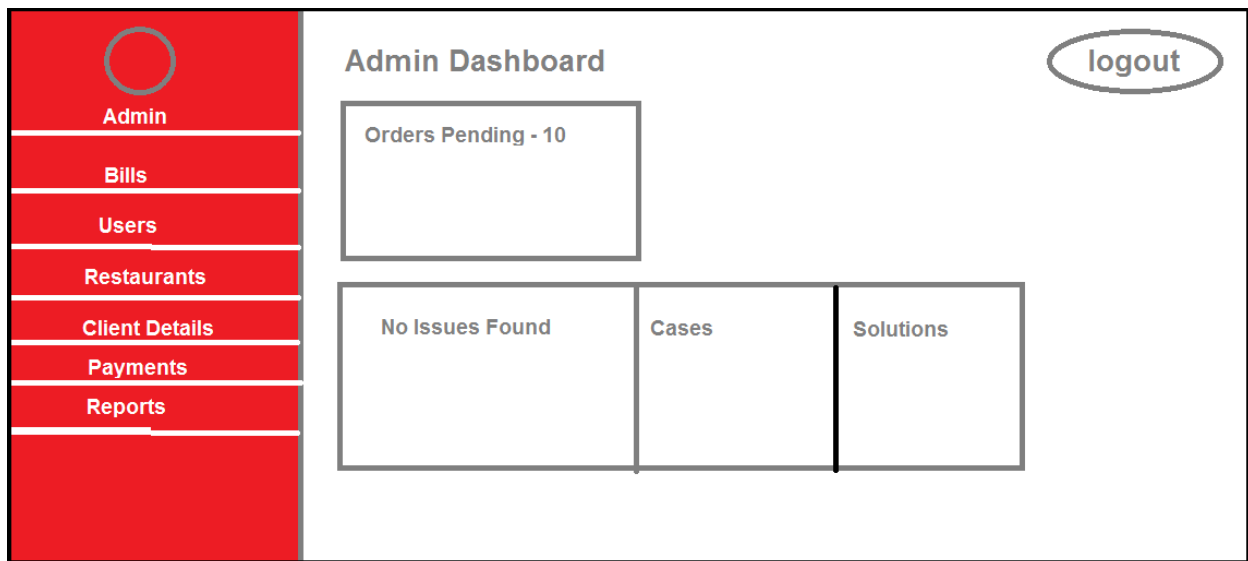 Admin
Bills
Users
Restaurants
Client Details
Payments
Reports
Admin Dashboard
logout
Orders Pending - 10
No Issues Found
Cases
Solutions